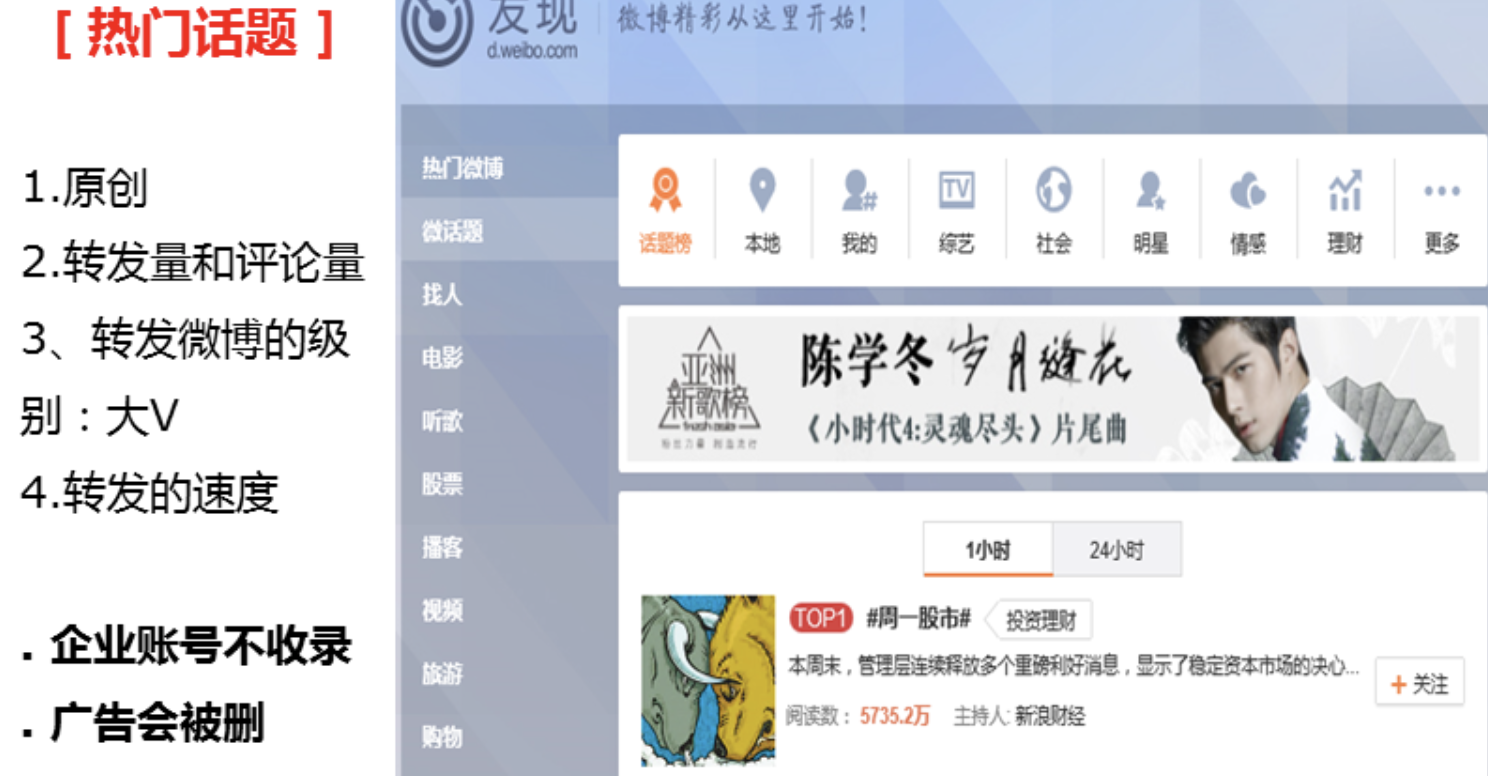 [ 热门话题 ]
1.原创
2.转发量和评论量
3、转发微博的级
别：大V
4.转发的速度
. 企业账号不收录
. 广告会被删
发现
d.weibo.com
微博精彩从这里开始!
热门微博
微话题
找人
电影
听歌
股票
播客
视频
旅游
购物
话题榜
本地
我的
TV
综艺
社会
明星
情感
理财
更多
亚洲
新歌榜
fresh asia
陈学冬 岁月缝花
《小时代4:灵魂尽头》片尾曲
1小时 24小时
TOP1 #周一股市# 投资理财
本周末，管理层连续释放多个重磅利好消息，显示了稳定资本市场的决心...
+ 关注
阅读数： 5735.2万 主持人: 新浪财经